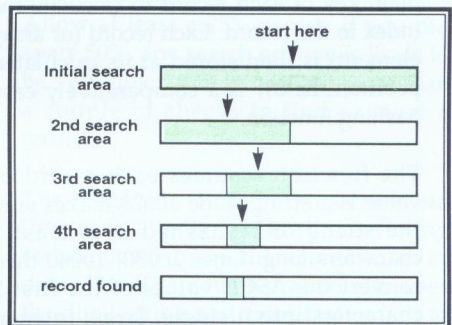 start here
Initial search
area
2nd search
area
3rd search
area
4th search
area
record found